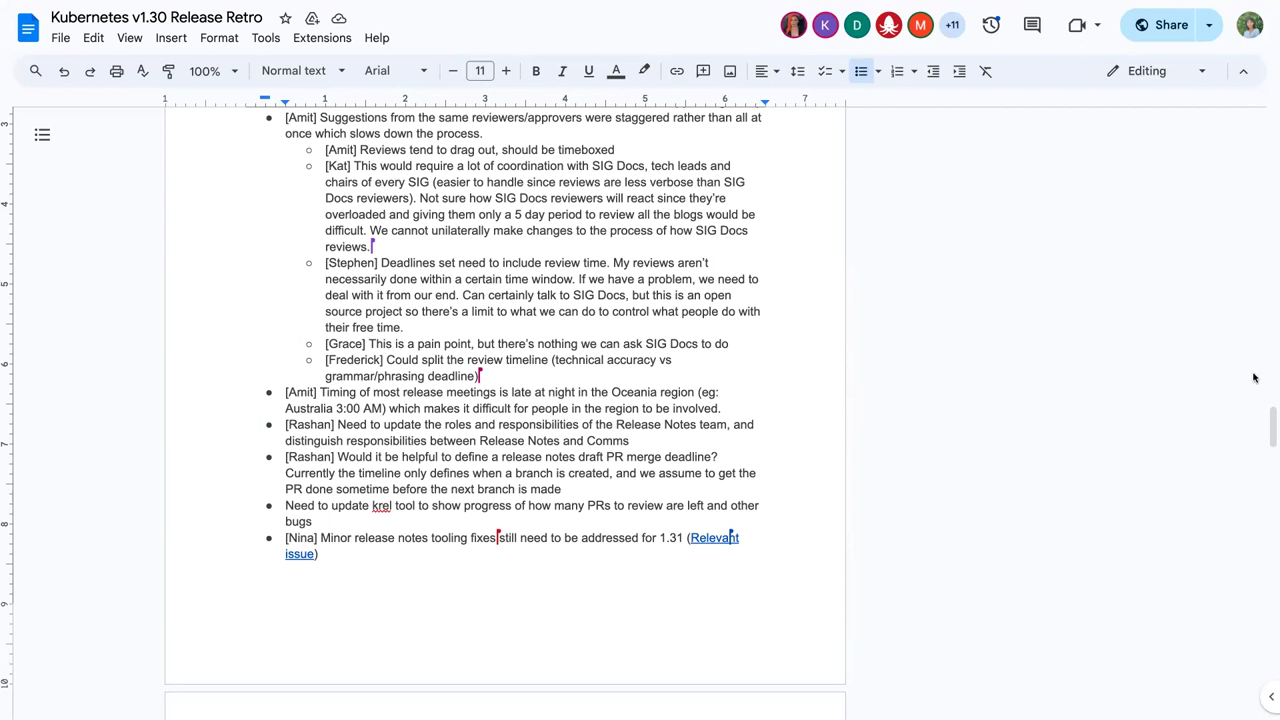 Kubernetes v1.30 Release Retro
File Edit View Insert Format Tools Extensions Help
K D M +11 Share
100% Normal text Arial 11 B I U A Editing
1 1 2 3 4 5 6 7
[Amit] Suggestions from the same reviewers/approvers were staggered rather than all at
once which slows down the process.
[Amit] Reviews tend to drag out, should be timeboxed
[Kat] This would require a lot of coordination with SIG Docs, tech leads and
chairs of every SIG (easier to handle since reviews are less verbose than SIG
Docs reviewers). Not sure how SIG Docs reviewers will react since they're
overloaded and giving them only a 5 day period to review all the blogs would be
difficult. We cannot unilaterally make changes to the process of how SIG Docs
reviews.
[Stephen] Deadlines set need to include review time. My reviews aren't
necessarily done within a certain time window. If we have a problem, we need to
deal with it from our end. Can certainly talk to SIG Docs, but this is an open
source project so there's a limit to what we can do to control what people do with
their free time.
[Grace] This is a pain point, but there's nothing we can ask SIG Docs to do
[Frederick] Could split the review timeline (technical accuracy vs
grammar/phrasing deadline)
[Amit] Timing of most release meetings is late at night in the Oceania region (eg:
Australia 3:00 AM) which makes it difficult for people in the region to be involved.
[Rashan] Need to update the roles and responsibilities of the Release Notes team, and
distinguish responsibilities between Release Notes and Comms
[Rashan] Would it be helpful to define a release notes draft PR merge deadline?
Currently the timeline only defines when a branch is created, and we assume to get the
PR done sometime before the next branch is made
Need to update krel tool to show progress of how many PRs to review are left and other
bugs
[Nina] Minor release notes tooling fixes still need to be addressed for 1.31 (Relevant
issue)
3
4
5
6
7
8
9
10